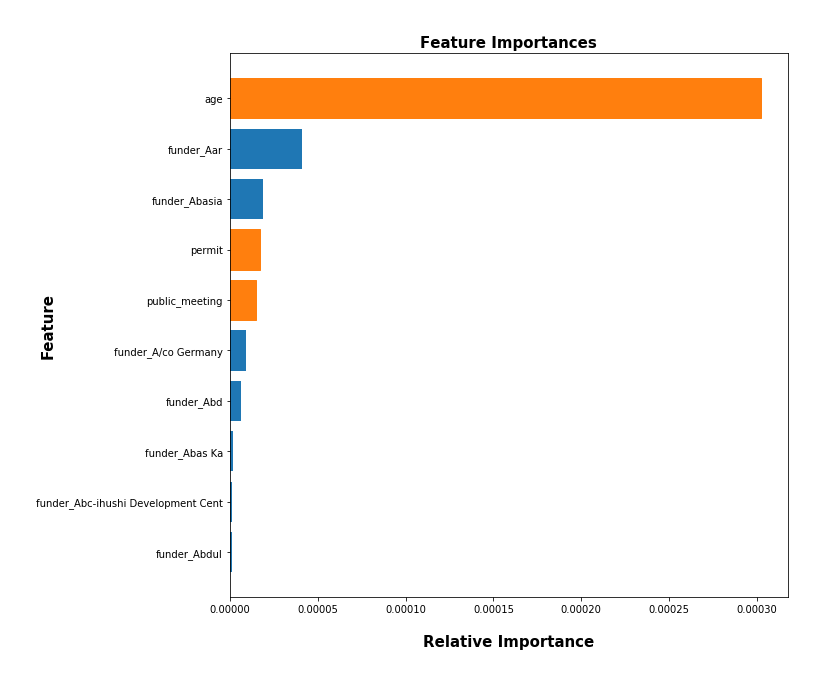 Feature Importances
age
funder_Aar
funder_Abasia
permit
public_meeting
funder_A/co Germany
funder_Abd
funder_Abas Ka
funder_Abc-ihushi Development Cent
funder_Abdul
Feature
0.00000 0.00005 0.00010 0.00015 0.00020 0.00025 0.00030
Relative Importance